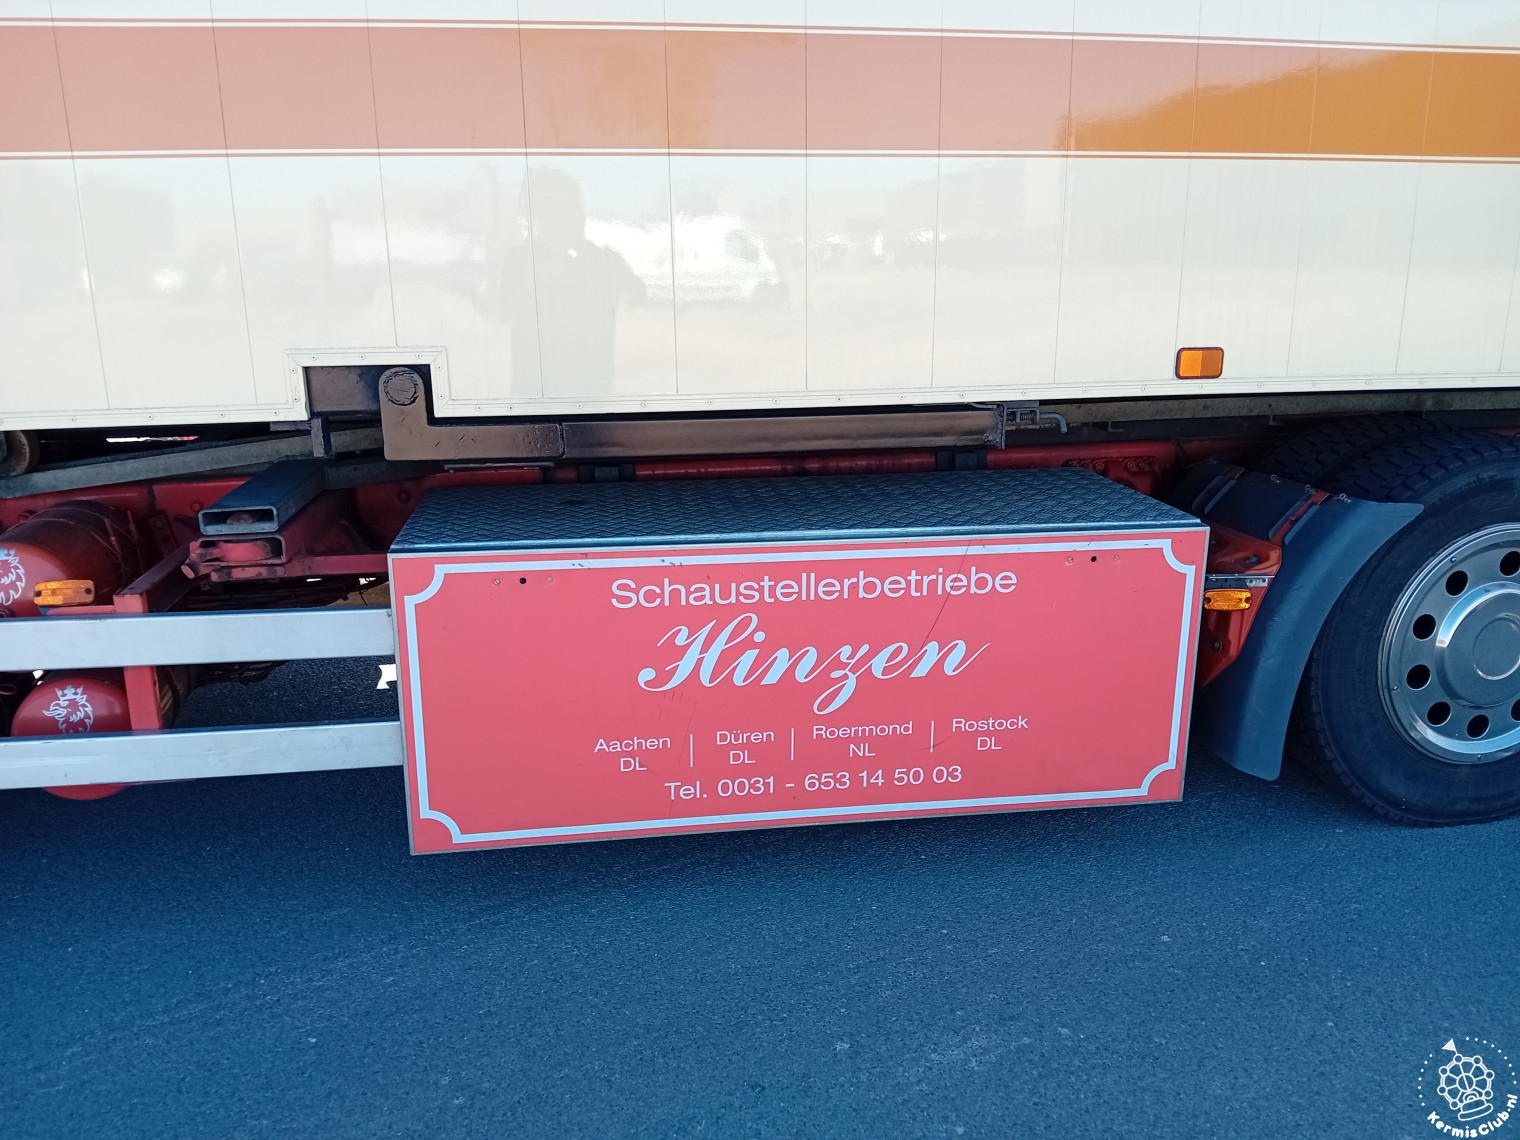 Schaustellerbetriebe
Hinzen
Aachen | Düren | Roermond | Rostock
DL DL NL DL
Tel. 0031 - 653 14 50 03
KermisClub.nl